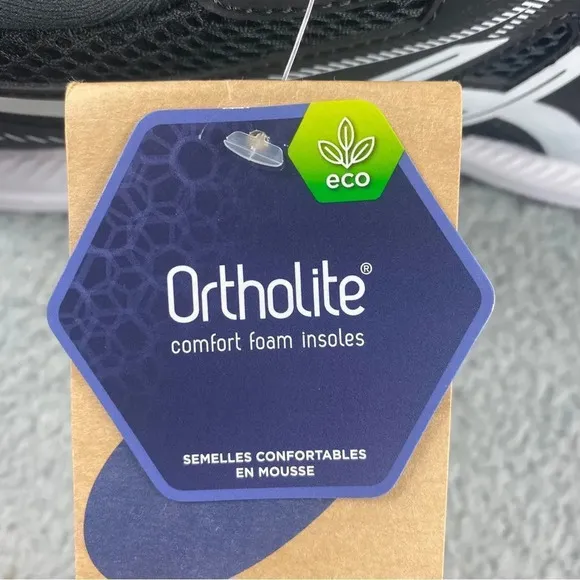 eco
Ortholite®
comfort foam insoles
SEMELLES CONFORTABLES
EN MOUSSE